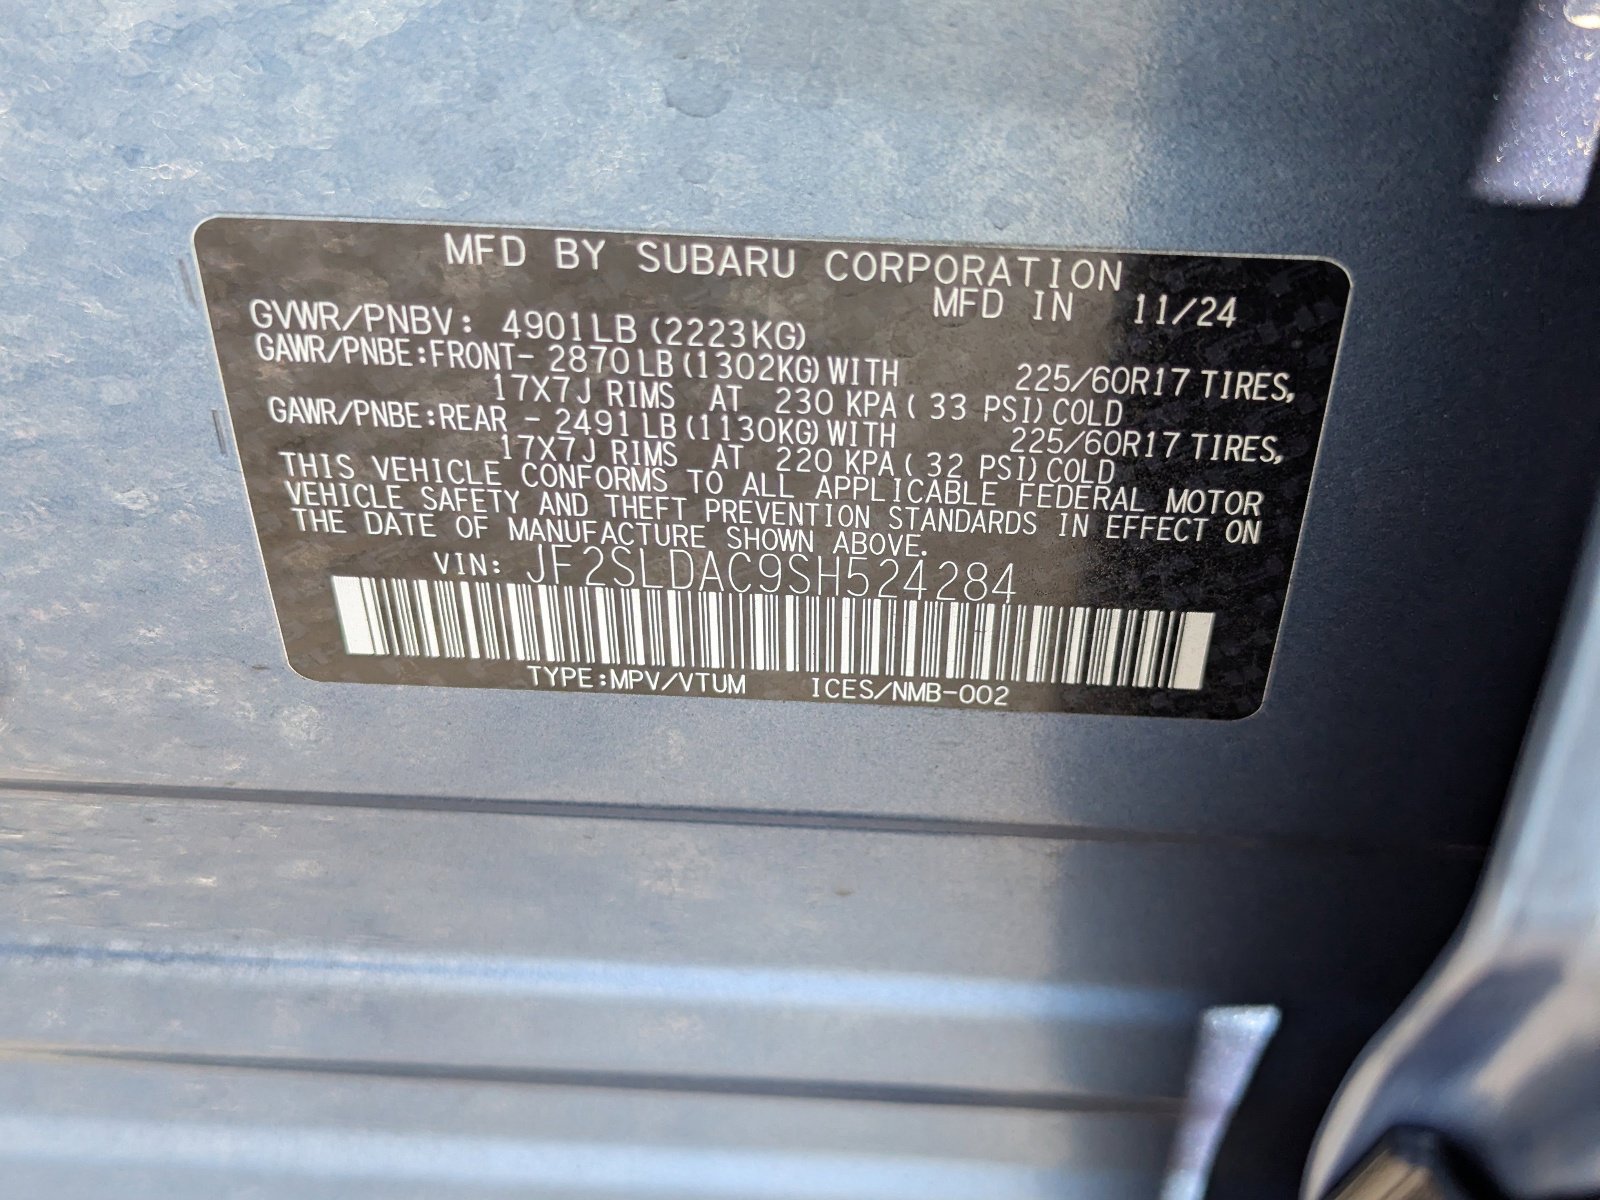 MFD BY SUBARU CORPORATION
MFD IN 11/24
GVWR/PNBV: 4901LB (2223KG)
GAWR/PNBE:FRONT- 2870 LB (1302KG) WITH 225/60R17 TIRES,
17X7J RIMS AT 230 KPA ( 33 PSI) COLD
GAWR/PNBE:REAR - 2491 LB (1130KG) WITH 225/60R17 TIRES,
17X7J RIMS AT 220 KPA ( 32 PSI) COLD
THIS VEHICLE CONFORMS TO ALL APPLICABLE FEDERAL MOTOR
VEHICLE SAFETY AND THEFT PREVENTION STANDARDS IN EFFECT ON
THE DATE OF MANUFACTURE SHOWN ABOVE.
VIN: JF2SLDAC9SH524284
TYPE:MPV/VTUM ICES/NMB-002